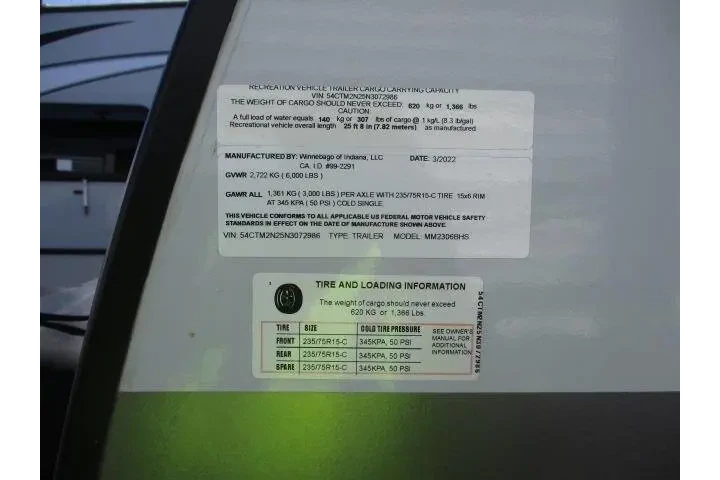 RECREATION VEHICLE TRAILER CARGO CARRYING CAPACITY
VIN: 54CTM2N25N3072986
THE WEIGHT OF CARGO SHOULD NEVER EXCEED: 620 kg or 1,366 lbs
CAUTION:
A full load of water equals 140 kg or 307 lbs of cargo @ 1 kg/L (8.3 lb/gal)
Recreational vehicle overall length 25 ft 8 in (7.82 meters) as manufactured.
MANUFACTURED BY: Winnebago of Indiana, LLC DATE: 3/2022
CA. I.D. #99-2291
GVWR 2,722 KG ( 6,000 LBS )
GAWR ALL 1,361 KG ( 3,000 LBS ) PER AXLE WITH 235/75R15-C TIRE 15x6 RIM
AT 345 KPA ( 50 PSI ) COLD SINGLE.
THIS VEHICLE CONFORMS TO ALL APPLICABLE US FEDERAL MOTOR VEHICLE SAFETY
STANDARDS IN EFFECT ON THE DATE OF MANUFACTURE SHOWN ABOVE.
VIN: 54CTM2N25N3072986 TYPE: TRAILER MODEL: MM2306BHS
TIRE AND LOADING INFORMATION
The weight of cargo should never exceed
620 KG or 1,366 Lbs.
TIRE SIZE COLD TIRE PRESSURE
FRONT 235/75R15-C 345KPA, 50 PSI
REAR 235/75R15-C 345KPA, 50 PSI
SPARE 235/75R15-C 345KPA, 50 PSI
SEE OWNER'S
MANUAL FOR
ADDITIONAL
INFORMATION
54CTM2N25N3072986